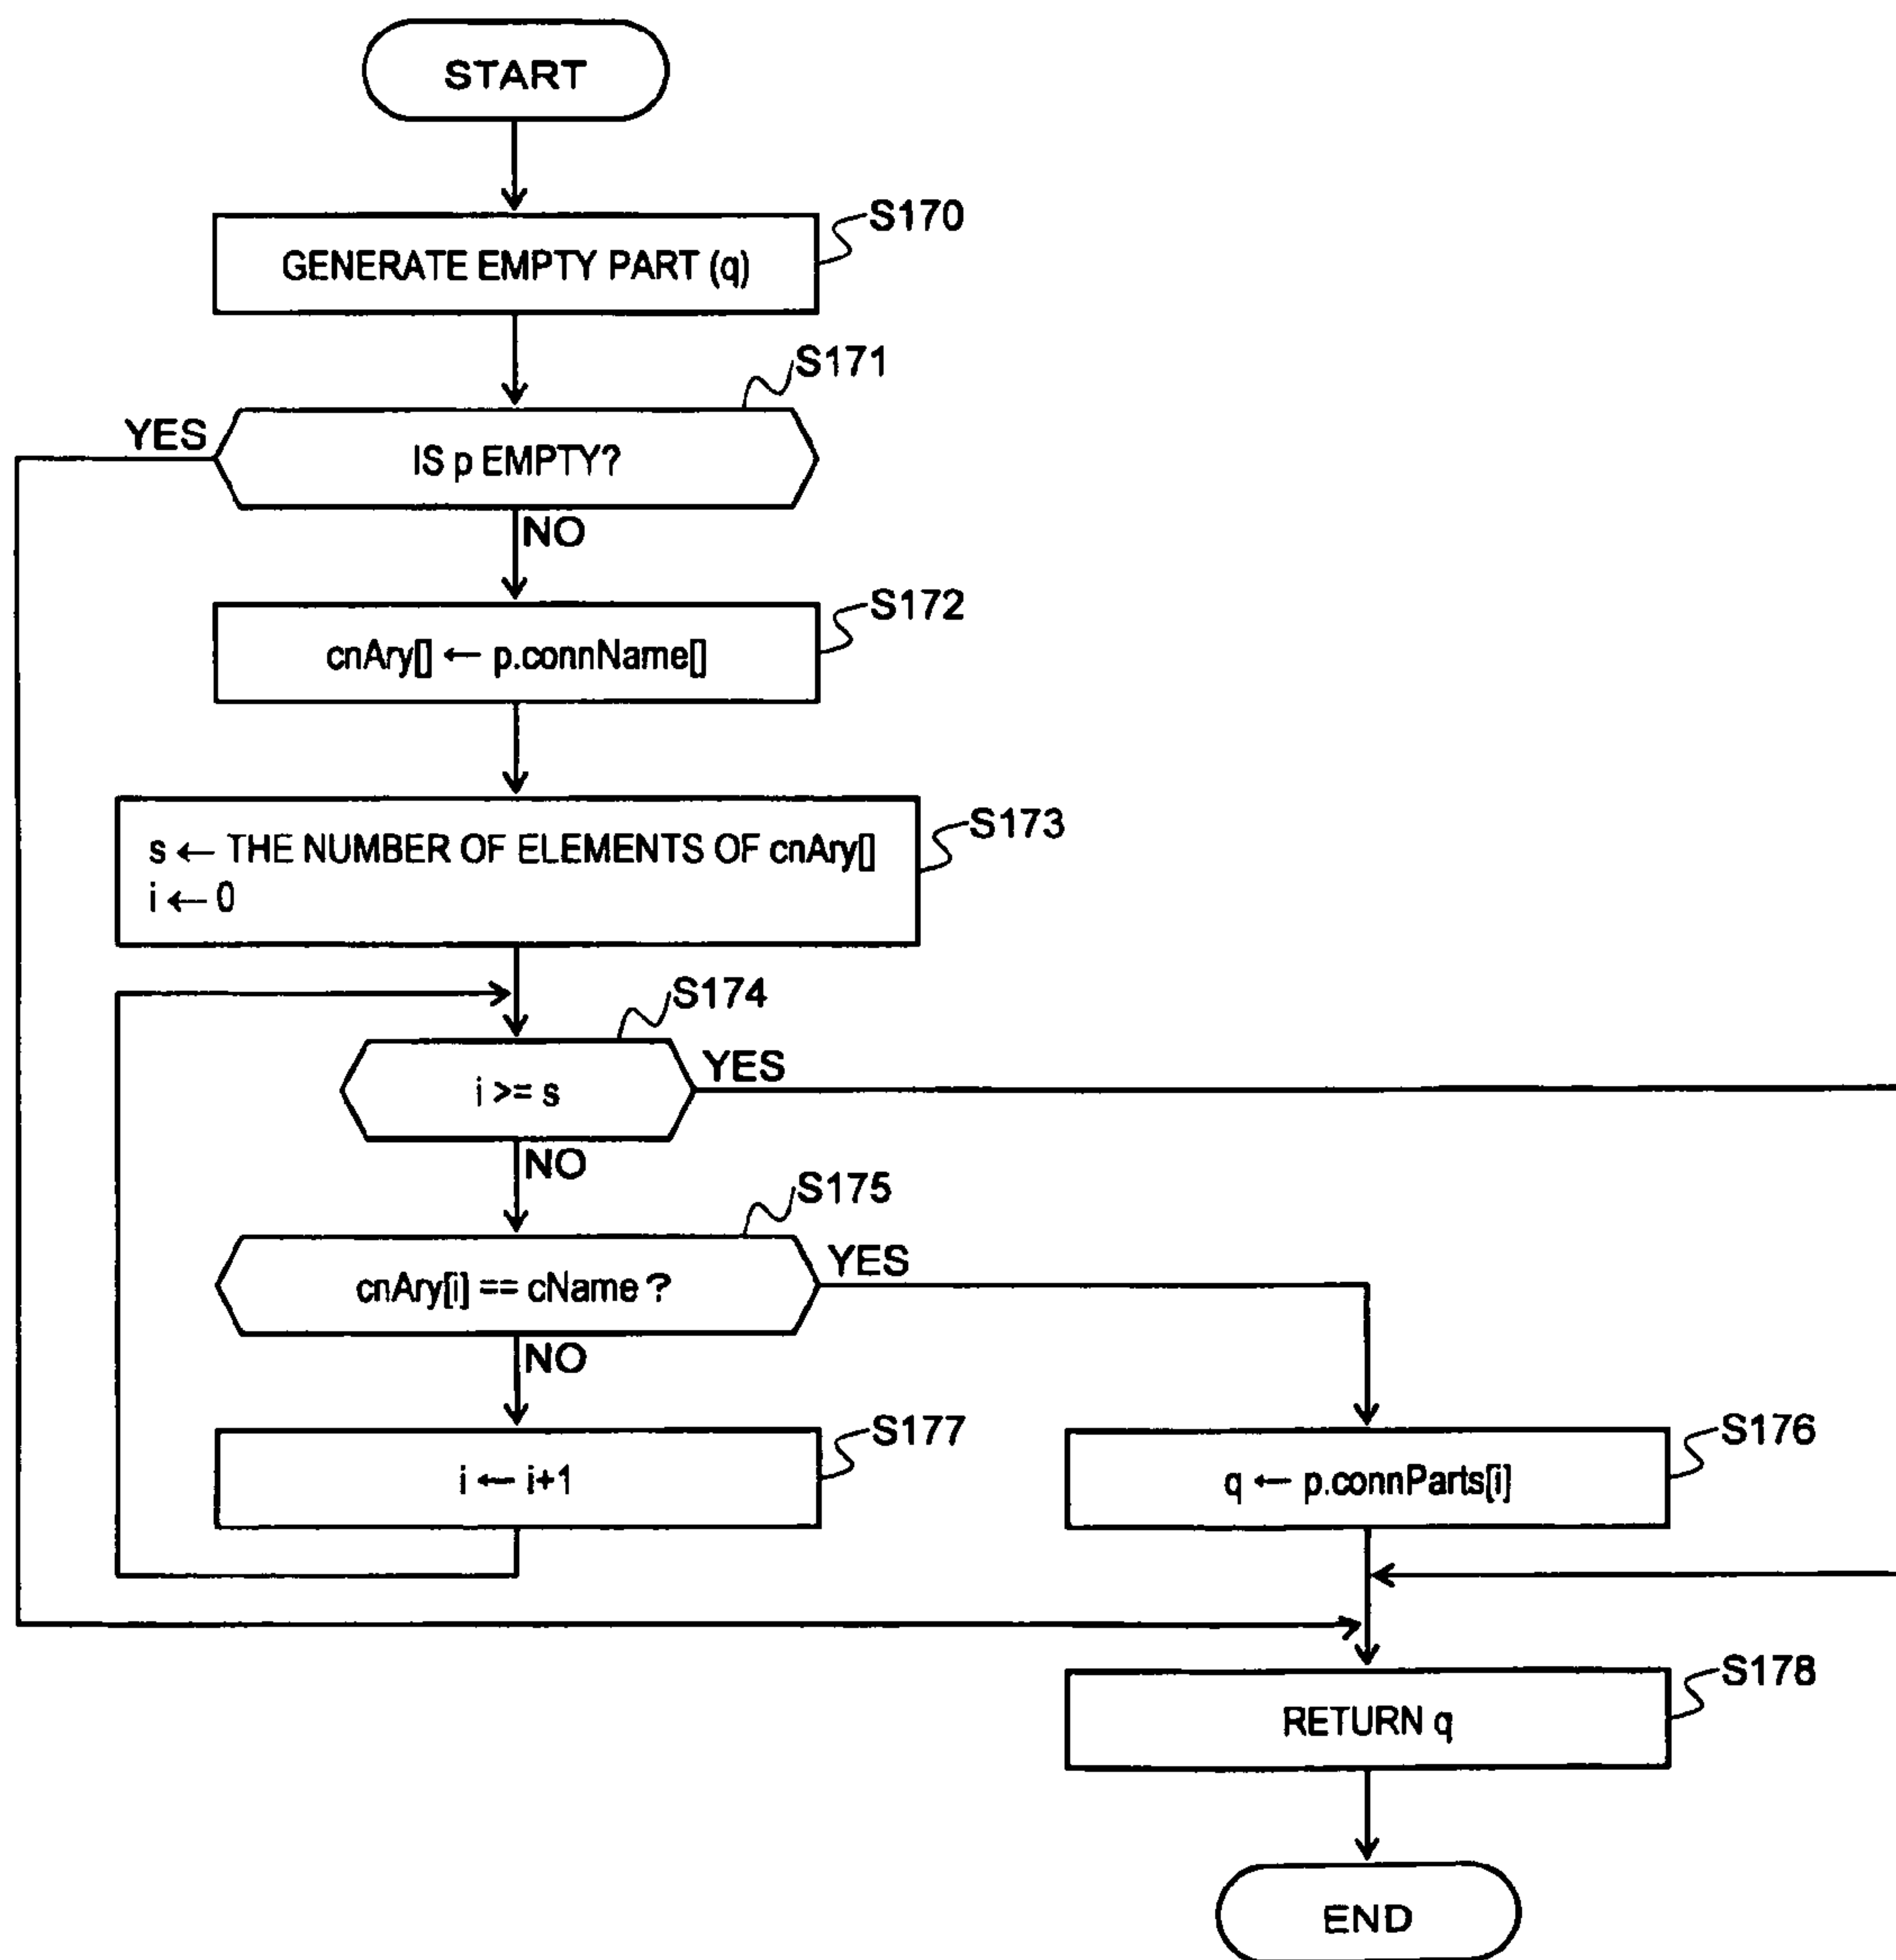 START
GENERATE EMPTY PART (q)
S170
S171
YES
IS p EMPTY?
NO
cnAry[] ← p.connName[]
S172
s ← THE NUMBER OF ELEMENTS OF cnAry[]
i ← 0
S173
S174
i >= s
YES
NO
S175
cnAry[i] == cName ?
YES
NO
i ← i+1
S177
q ← p.connParts[i]
S176
RETURN q
S178
END